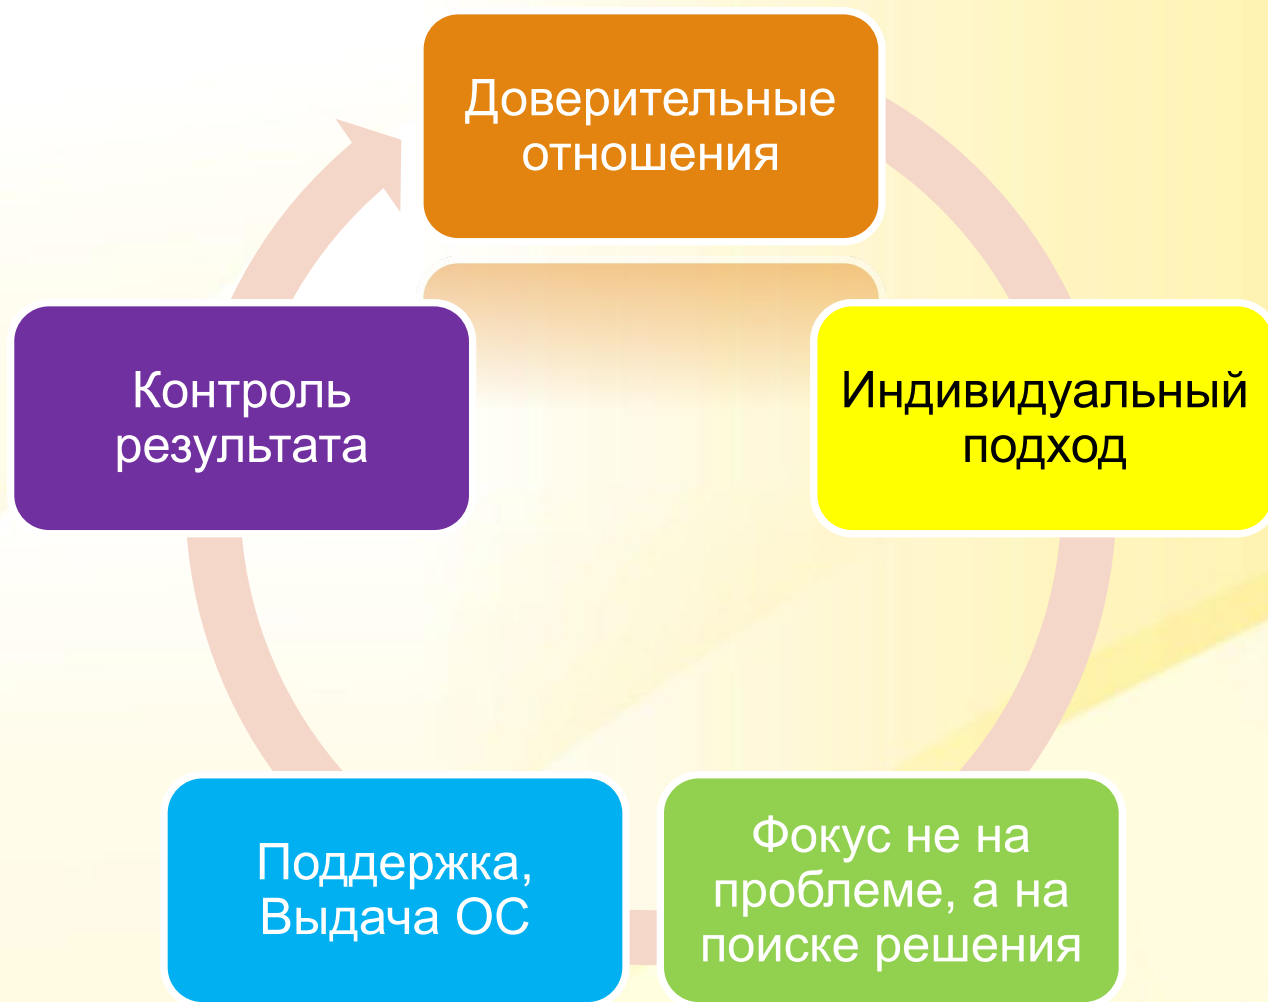 Доверительные
отношения
Индивидуальный
подход
Фокус не на
проблеме, а на
поиске решения
Поддержка,
Выдача ОС
Контроль
результата